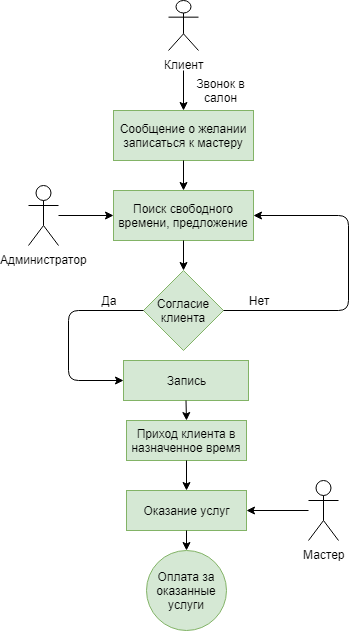 Клиент
Звонок в
салон
Сообщение о желании
записаться к мастеру
Поиск свободного
времени, предложение
Администратор
Согласие
клиента
Да
Нет
Запись
Приход клиента в
назначенное время
Оказание услуг
Мастер
Оплата за
оказанные
услуги